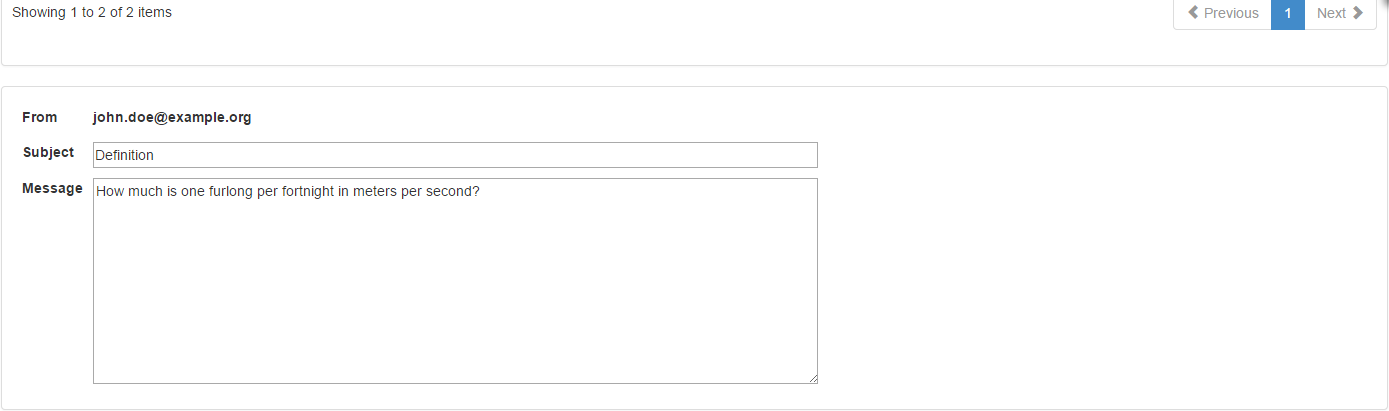 Showing 1 to 2 of 2 items
Previous 1 Next
From john.doe@example.org
Subject Definition
Message How much is one furlong per fortnight in meters per second?